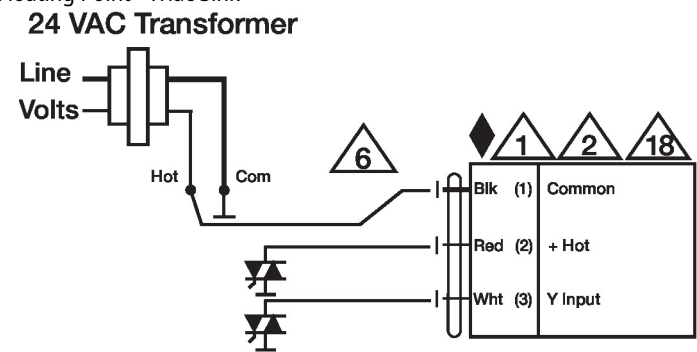 24 VAC Transformer
Line
Volts
Hot
Com
6
1
2
18
Blk (1) Common
Red (2) + Hot
Wht (3) Y Input